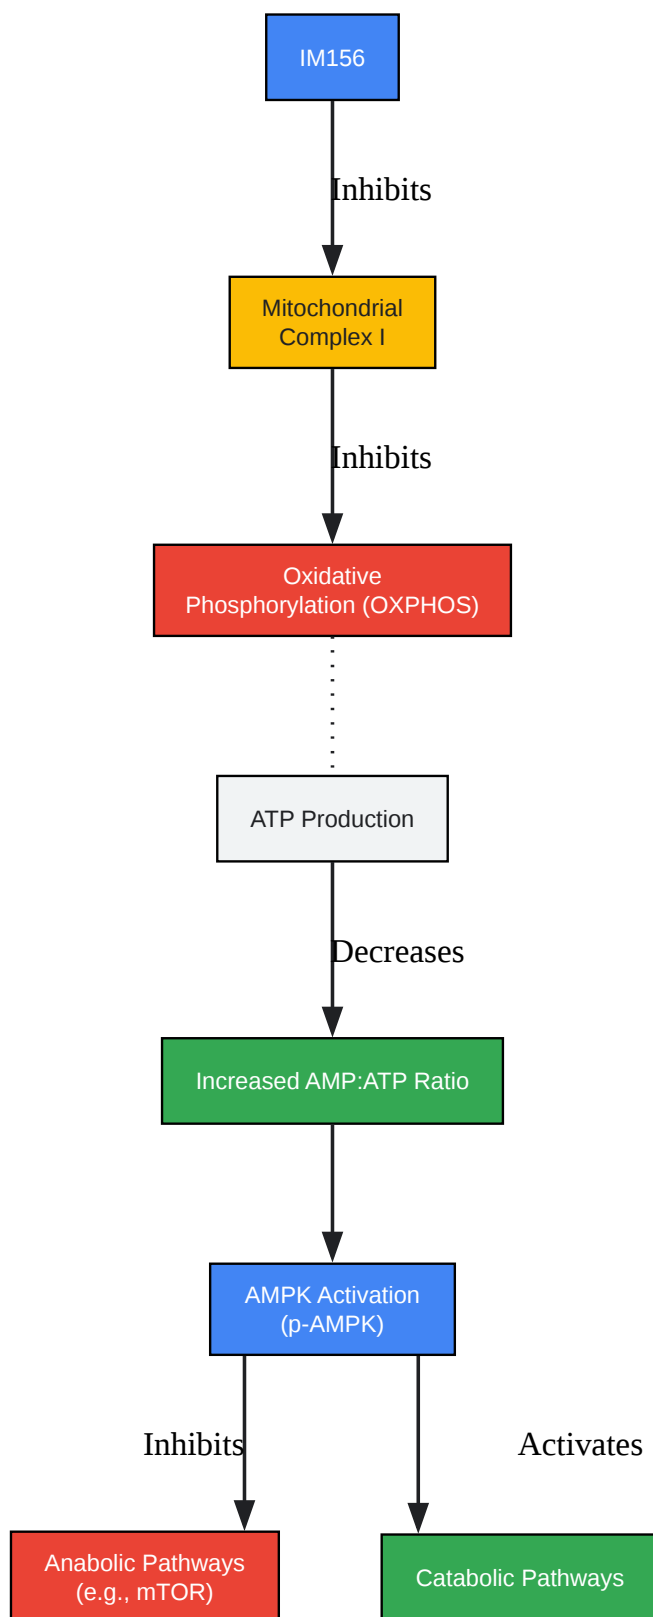 IM156
Inhibits
Mitochondrial
Complex I
Inhibits
Oxidative
Phosphorylation (OXPHOS)
ATP Production
Decreases
Increased AMP:ATP Ratio
AMPK Activation
(p-AMPK)
Inhibits
Activates
Anabolic Pathways
(e.g., mTOR)
Catabolic Pathways